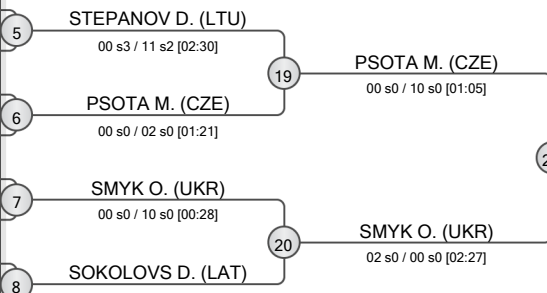 STEPANOV D. (LTU)
5
00 s3 / 11 s2 [02:30]
19
PSOTA M. (CZE)
00 s0 / 10 s0 [01:05]
PSOTA M. (CZE)
6
00 s0 / 02 s0 [01:21]
SMYK O. (UKR)
7
00 s0 / 10 s0 [00:28]
20
SMYK O. (UKR)
02 s0 / 00 s0 [02:27]
SOKOLOVS D. (LAT)
8